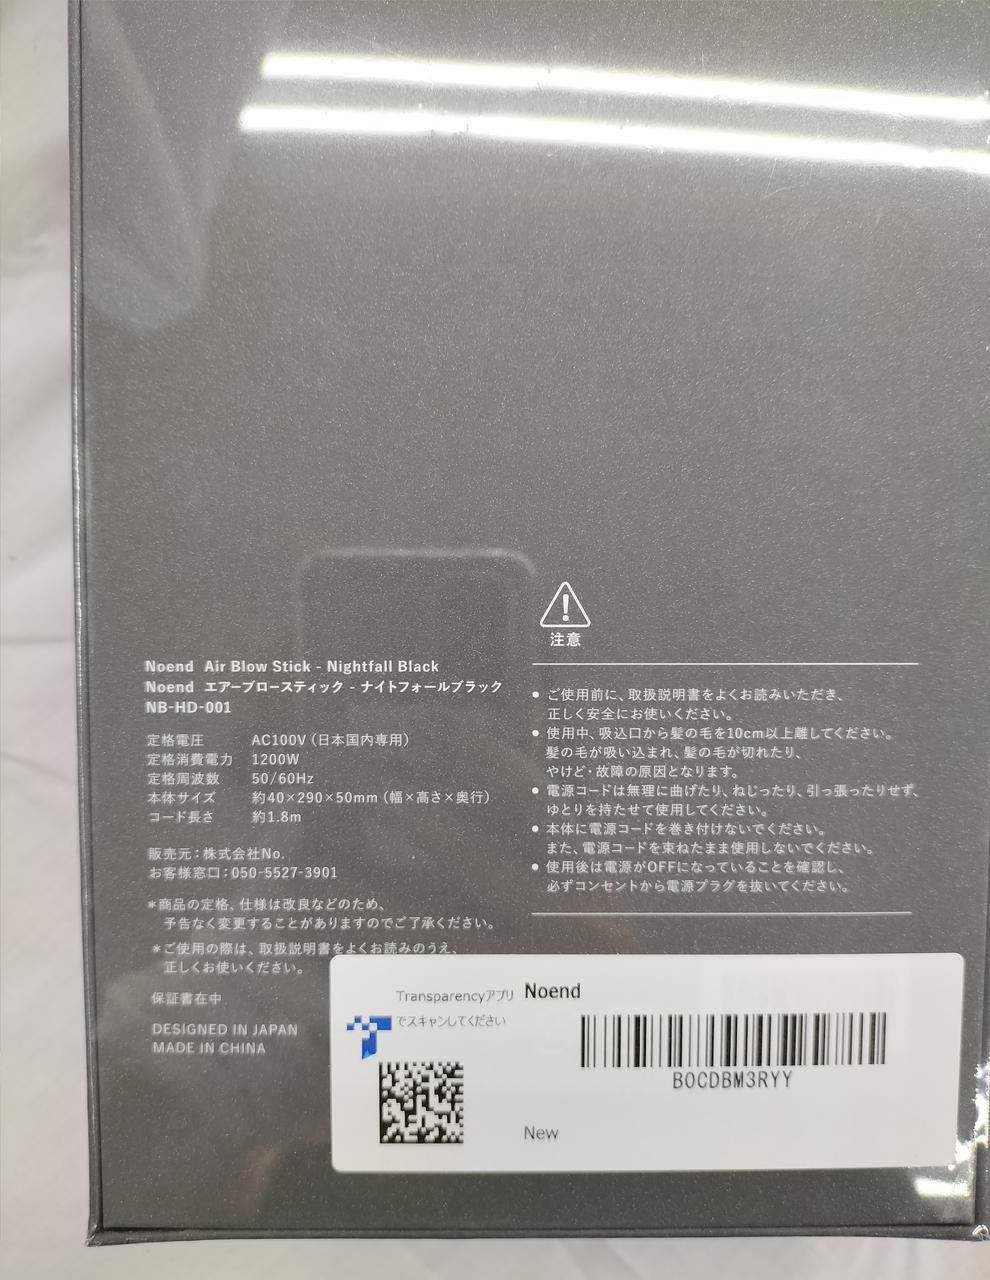 Noend Air Blow Stick - Nightfall Black
Noend エアーブロースティック - ナイトフォールブラック
NB-HD-001
定格電圧 AC100V (日本国内専用)
定格消費電力 1200W
定格周波数 50/60Hz
本体サイズ 約40×290×50mm (幅×高さ×奥行)
コード長さ 約1.8m
販売元：株式会社No.
お客様窓口：050-5527-3901
＊商品の定格、仕様は改良などのため、
予告なく変更することがありますのでご了承ください。
＊ご使用の際は、取扱説明書をよくお読みのうえ、
正しくお使いください。
保証書在中
DESIGNED IN JAPAN
MADE IN CHINA
注意
● ご使用前に、取扱説明書をよくお読みいただき、
正しく安全にお使いください。
● 使用中、吸込口から髪の毛を10cm以上離してください。
髪の毛が吸い込まれ、髪の毛が切れたり、
やけど・故障の原因となります。
● 電源コードは無理に曲げたり、ねじったり、引っ張ったりせず、
ゆとりを持たせて使用してください。
● 本体に電源コードを巻き付けないでください。
また、電源コードを束ねたまま使用しないでください。
● 使用後は電源がOFFになっていることを確認し、
必ずコンセントから電源プラグを抜いてください。
Transparencyアプリ
でスキャンしてください
Noend
B0CDBM3RYY
New